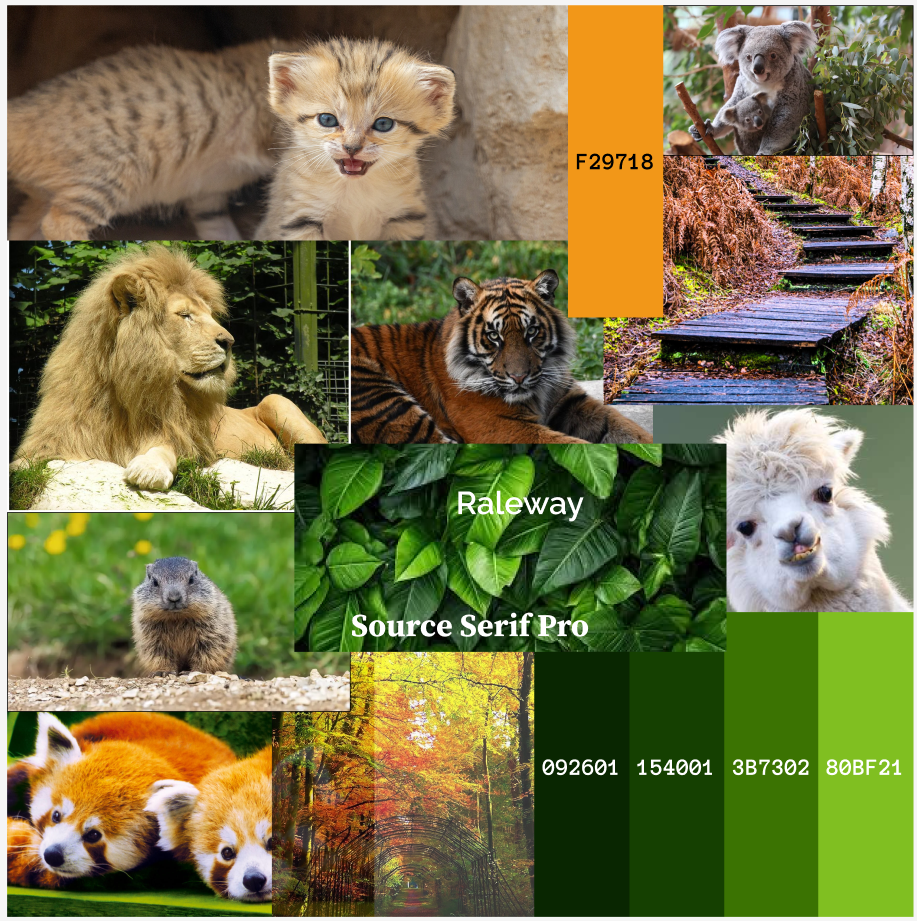 F29718
Raleway
Source Serif Pro
092601
154001
3B7302
80BF21